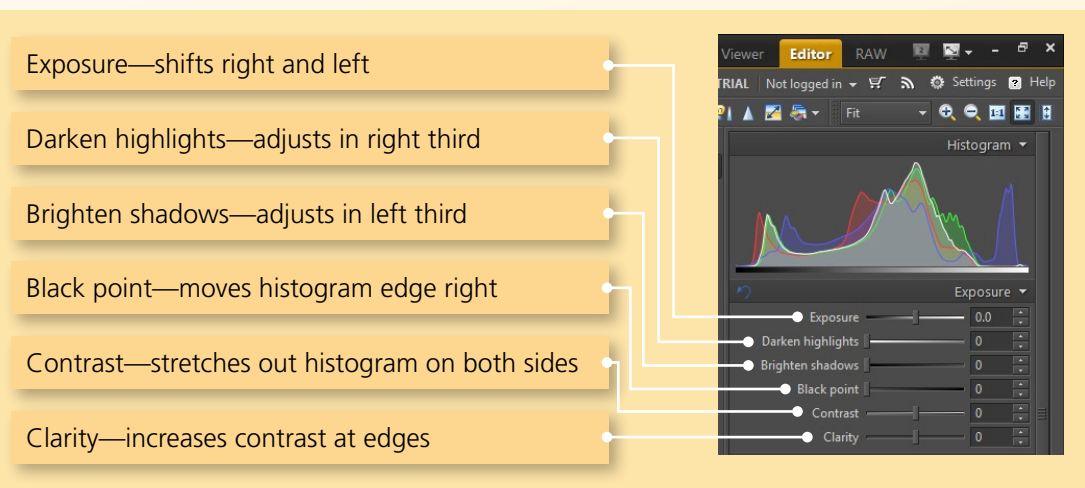 Exposure—shifts right and left
Darken highlights—adjusts in right third
Brighten shadows—adjusts in left third
Black point—moves histogram edge right
Contrast—stretches out histogram on both sides
Clarity—increases contrast at edges
Viewer Editor RAW 2
TRIAL Not logged in Settings ? Help
Fit 1:1
Histogram
Exposure
Exposure 0.0
Darken highlights 0
Brighten shadows 0
Black point 0
Contrast 0
Clarity 0